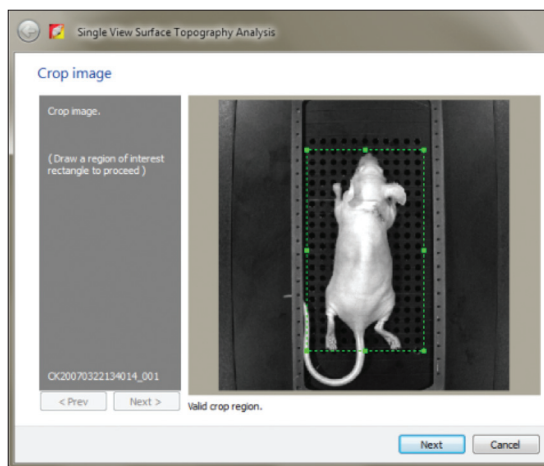 Single View Surface Topography Analysis
Crop image
Crop image.
( Draw a region of interest
rectangle to proceed )
CK20070322134014_001
< Prev
Next >
Valid crop region.
Next
Cancel